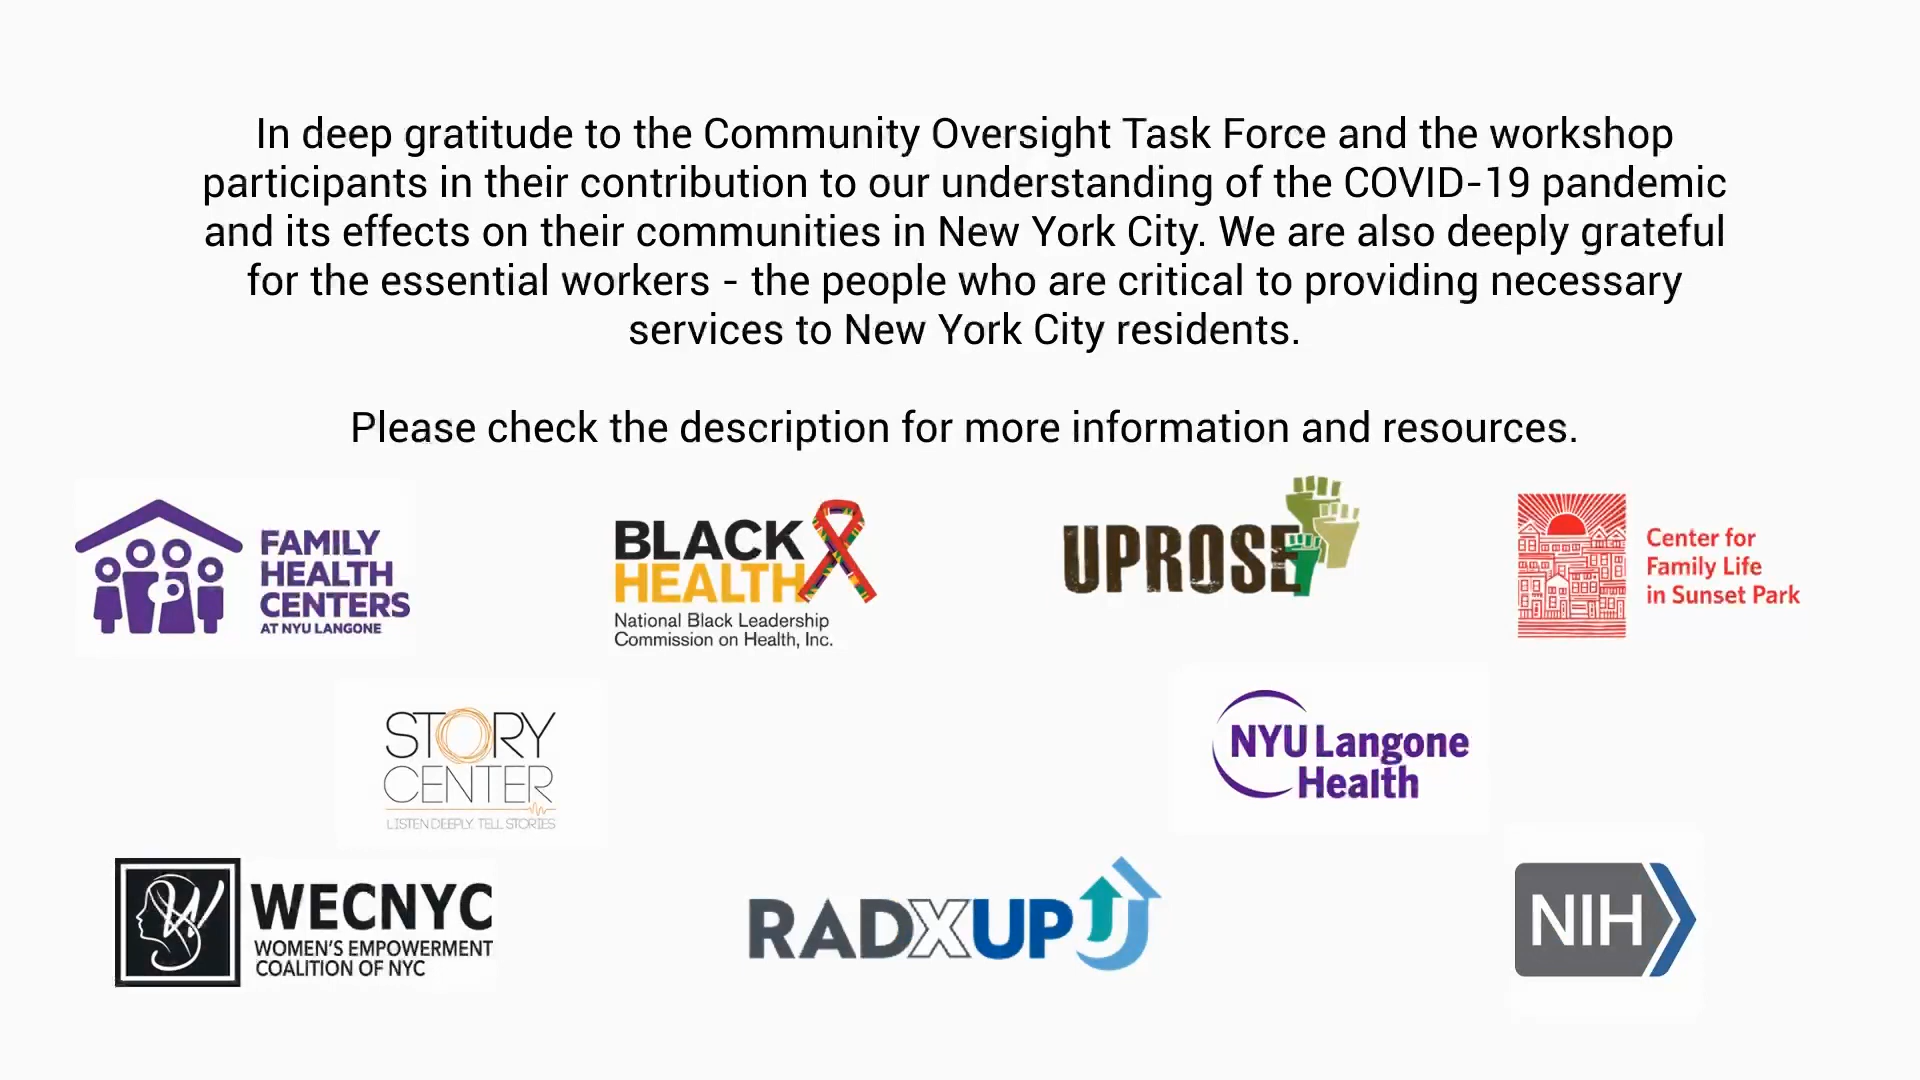 In deep gratitude to the Community Oversight Task Force and the workshop
participants in their contribution to our understanding of the COVID-19 pandemic
and its effects on their communities in New York City. We are also deeply grateful
for the essential workers - the people who are critical to providing necessary
services to New York City residents.
Please check the description for more information and resources.
FAMILY
HEALTH
CENTERS
AT NYU LANGONE
BLACK
HEALTH
National Black Leadership
Commission on Health, Inc.
UPROSE
Center for
Family Life
in Sunset Park
STORY
CENTER
LISTEN DEEPLY. TELL STORIES
NYU Langone
Health
WECNYC
WOMEN'S EMPOWERMENT
COALITION OF NYC
RADXUP
NIH